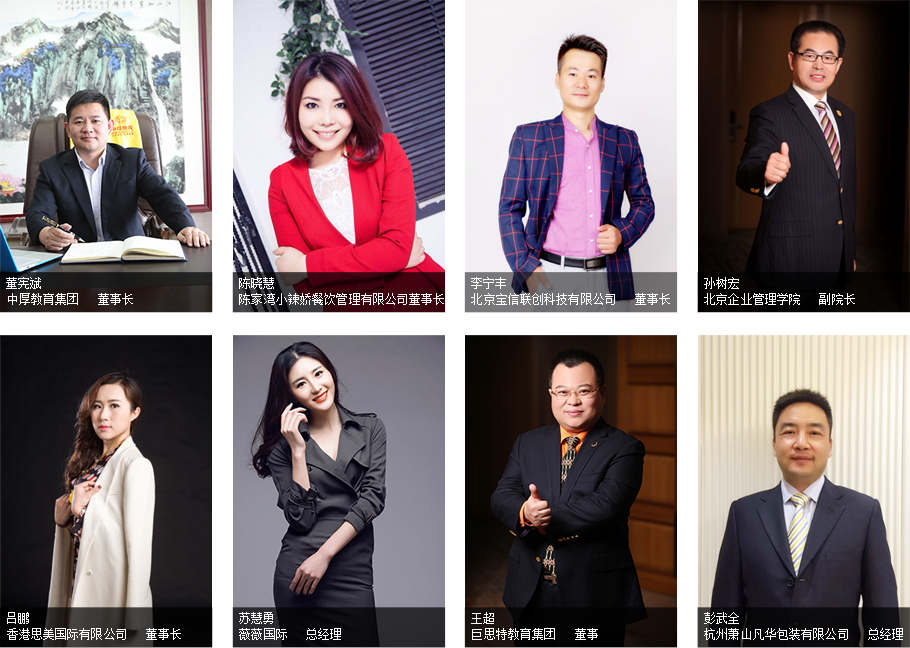 董宪斌
中厚教育集团 董事长
陈晓慧
陈家湾小辣娇餐饮管理有限公司董事长
李宁丰
北京宝信联创科技有限公司 董事长
孙树宏
北京企业管理学院 副院长
吕鹏
香港思美国际有限公司 董事长
苏慧勇
薇薇国际 总经理
王超
巨思特教育集团 董事
彭武全
杭州萧山凡华包装有限公司 总经理